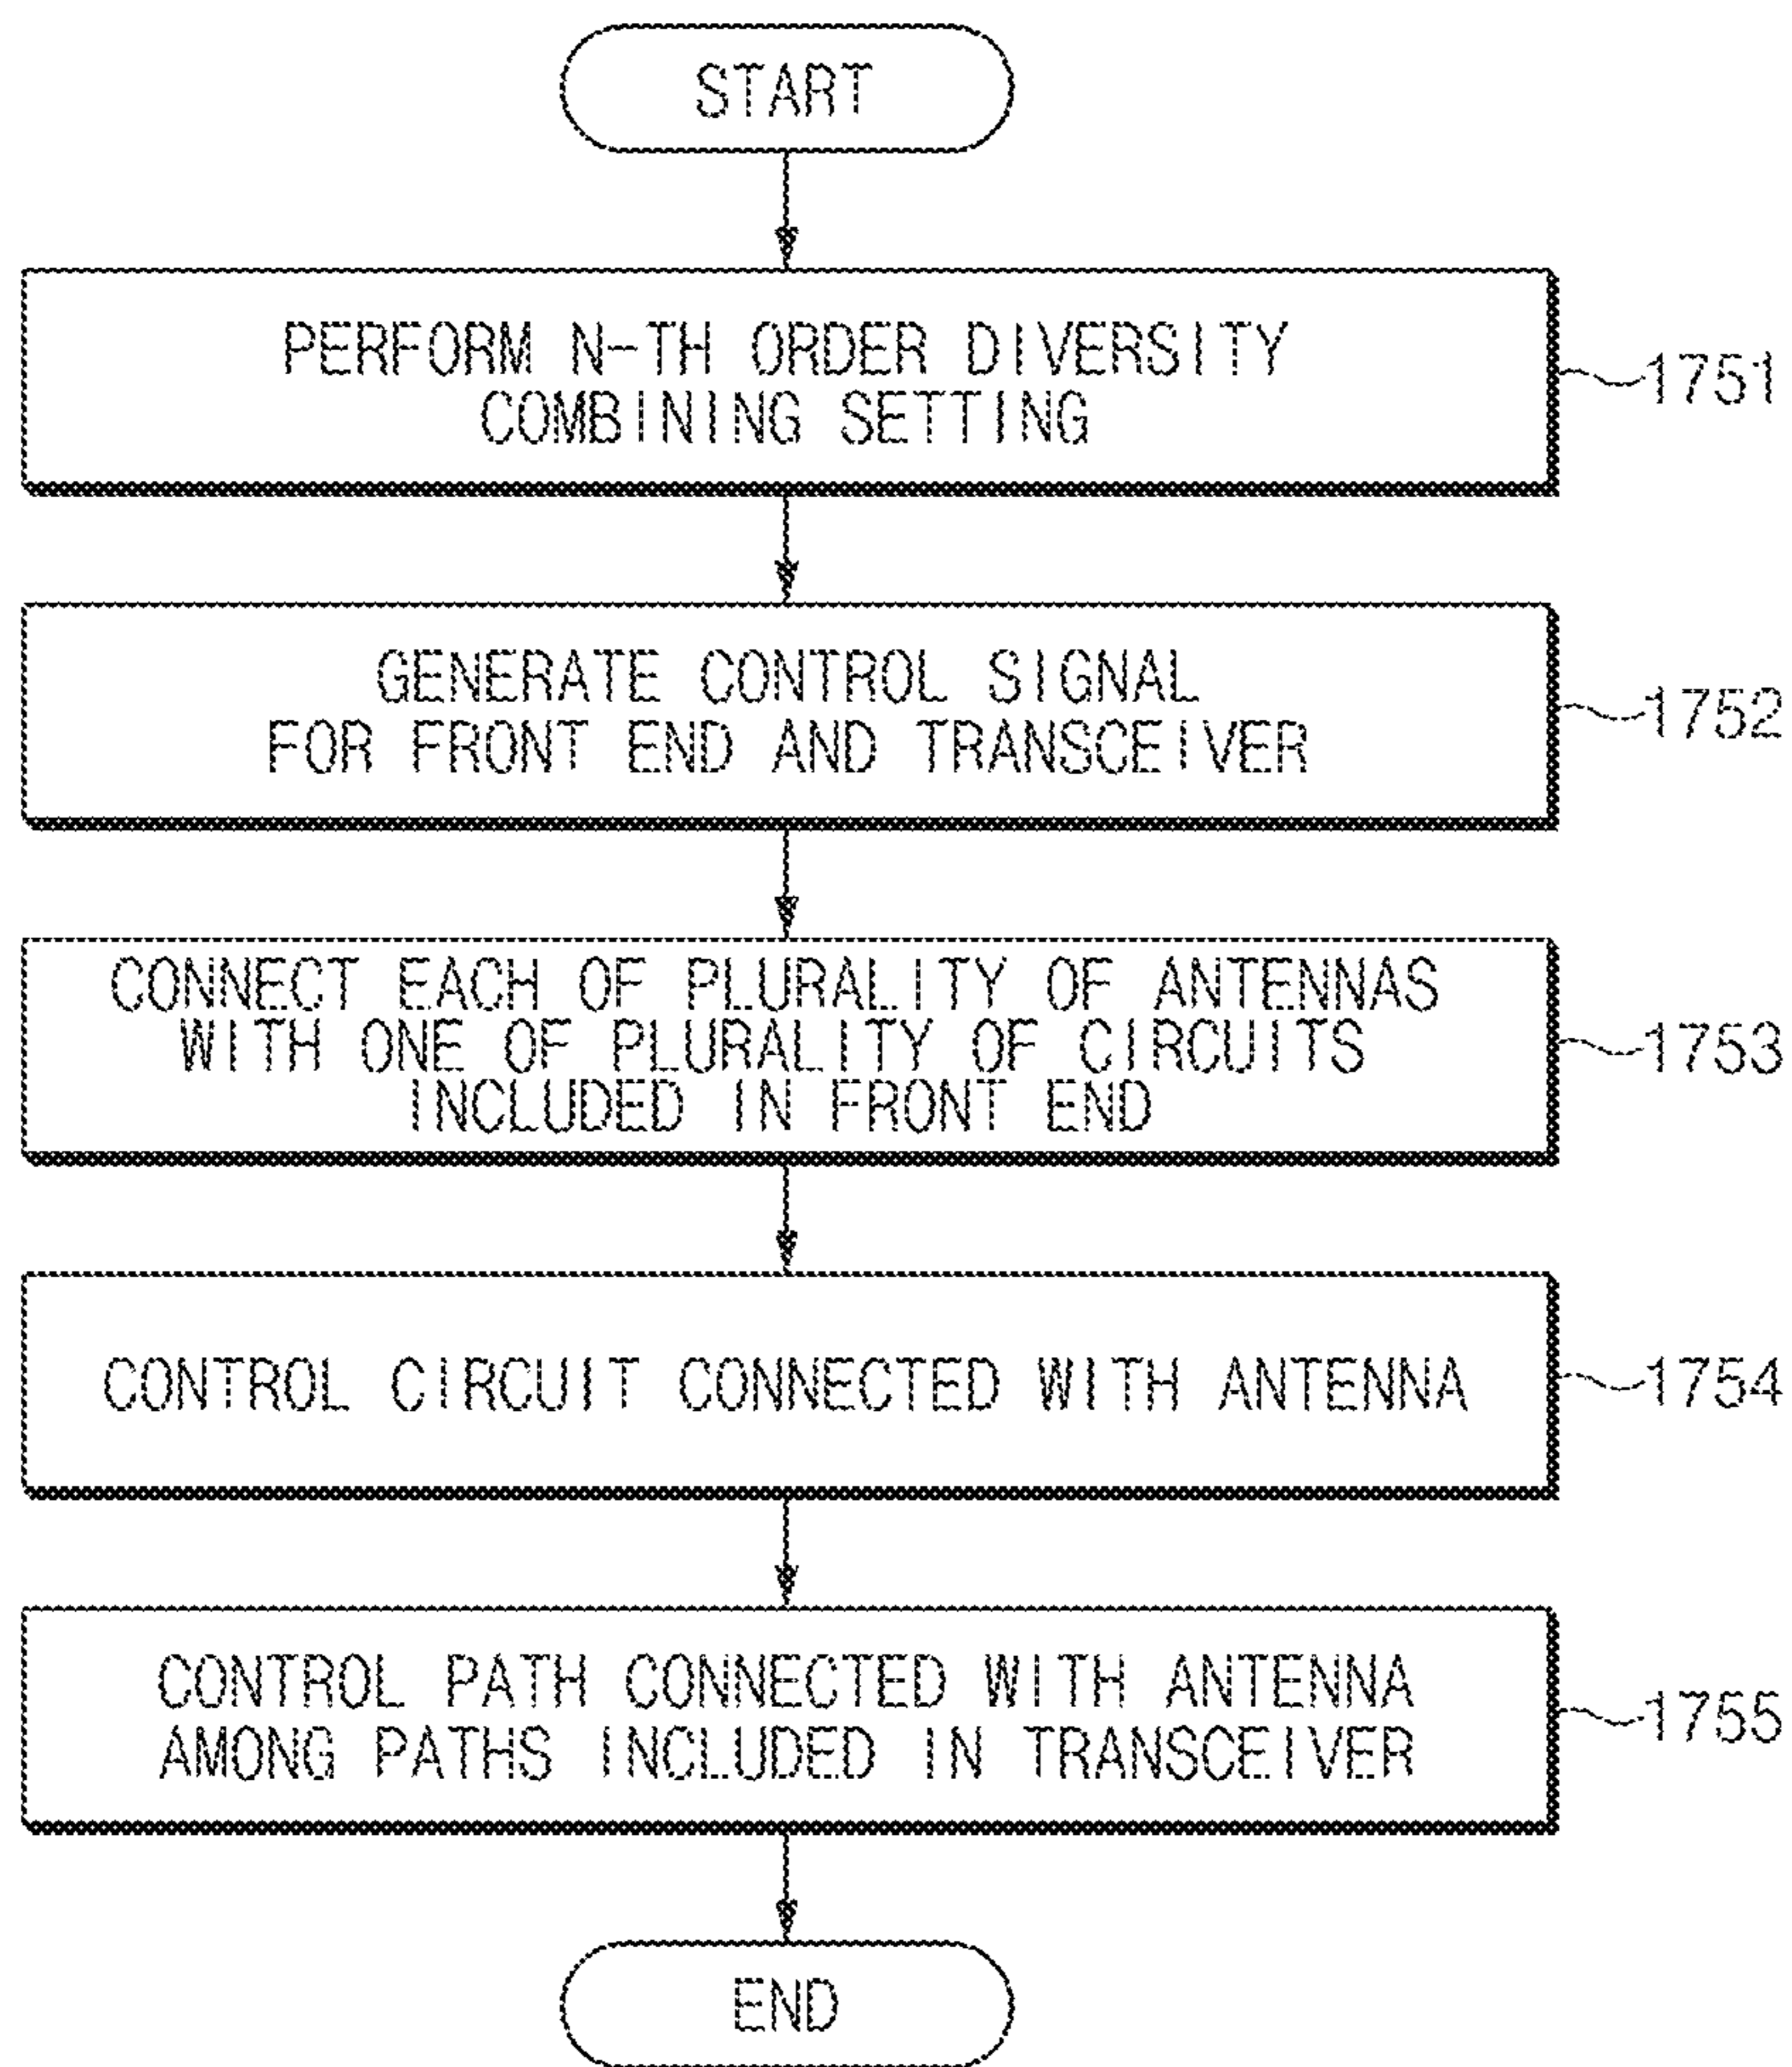 START
PERFORM N-TH ORDER DIVERSITY
COMBINING SETTING
1751
GENERATE CONTROL SIGNAL
FOR FRONT END AND TRANSCEIVER
1752
CONNECT EACH OF PLURALITY OF ANTENNAS
WITH ONE OF PLURALITY OF CIRCUITS
INCLUDED IN FRONT END
1753
CONTROL CIRCUIT CONNECTED WITH ANTENNA
1754
CONTROL PATH CONNECTED WITH ANTENNA
AMONG PATHS INCLUDED IN TRANSCEIVER
1755
END